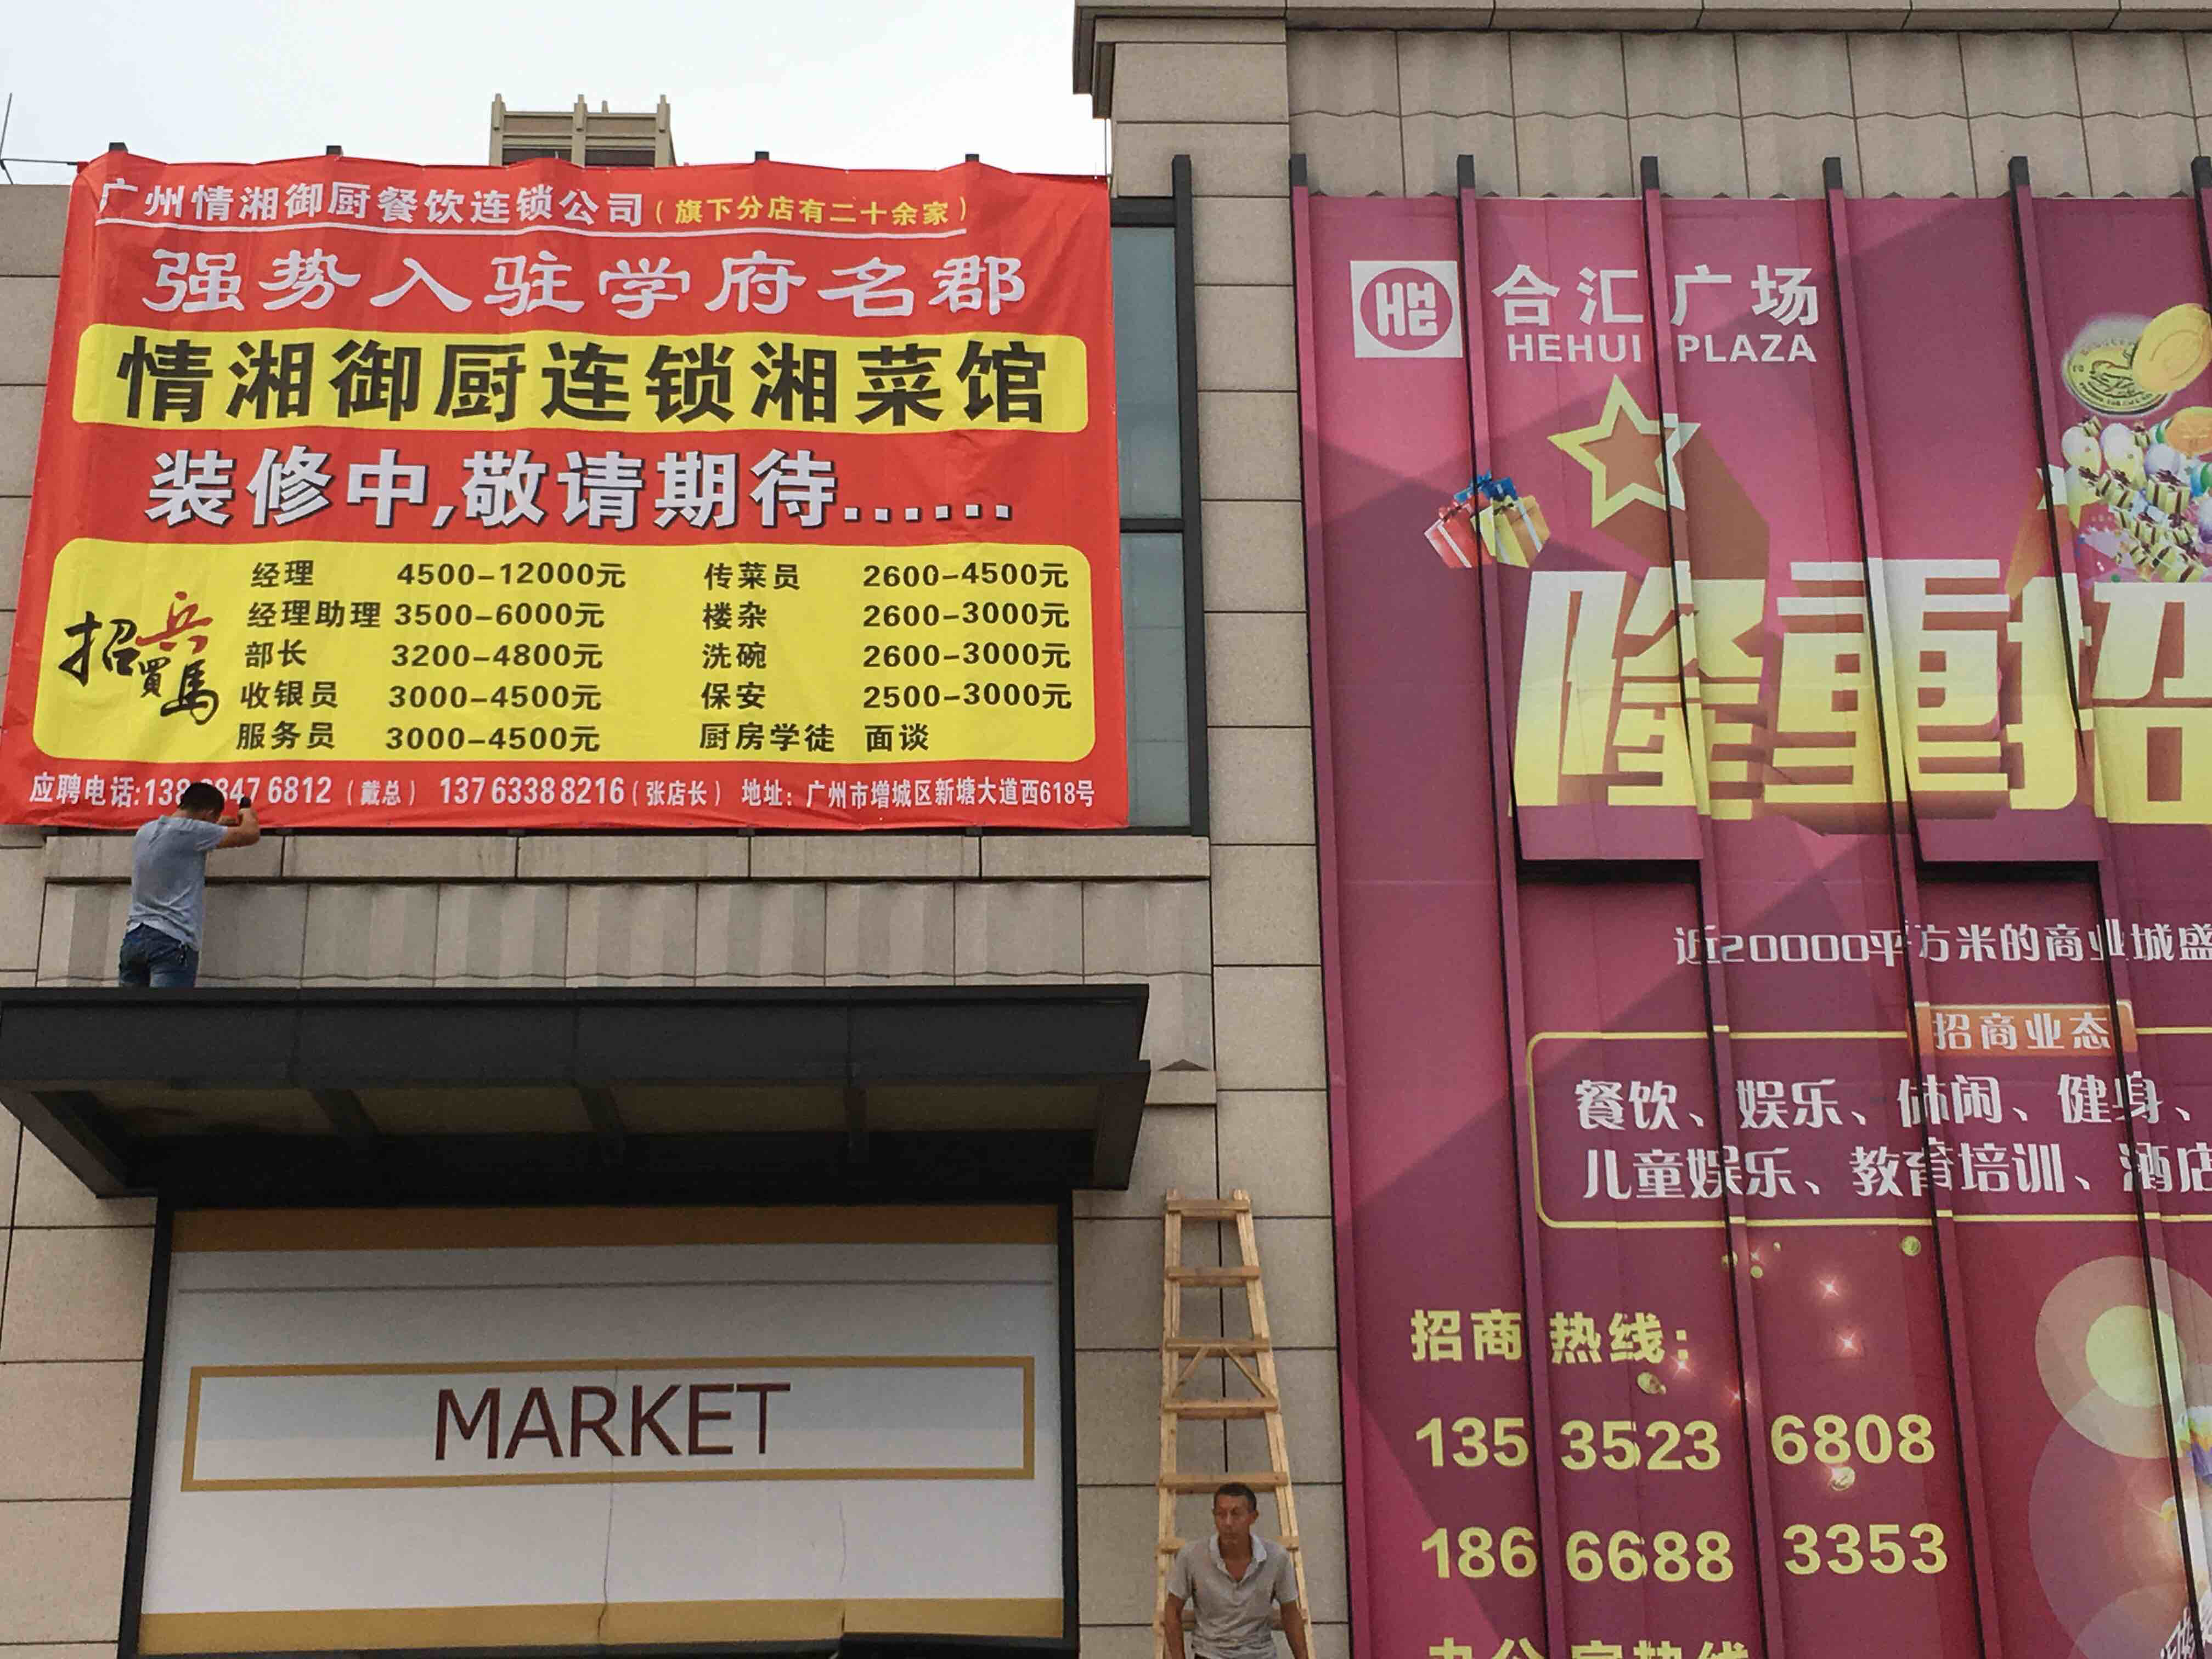 广州情湘御厨餐饮连锁公司（旗下分店有二十余家）
强势入驻学府名郡
情湘御厨连锁湘菜馆
装修中,敬请期待......
招兵買馬
经理 4500-12000元 传菜员 2600-4500元
经理助理 3500-6000元 楼杂 2600-3000元
部长 3200-4800元 洗碗 2600-3000元
收银员 3000-4500元 保安 2500-3000元
服务员 3000-4500元 厨房学徒 面谈
应聘电话:138 847 6812（戴总） 137 6338 8216（张店长） 地址：广州市增城区新塘大道西618号
MARKET
合汇广场
HEHUI PLAZA
隆重招
近20000平方米的商业城盛
招商业态
餐饮、娱乐、休闲、健身、
儿童娱乐、教育培训、酒店
招商热线：
135 3523 6808
186 6688 3353